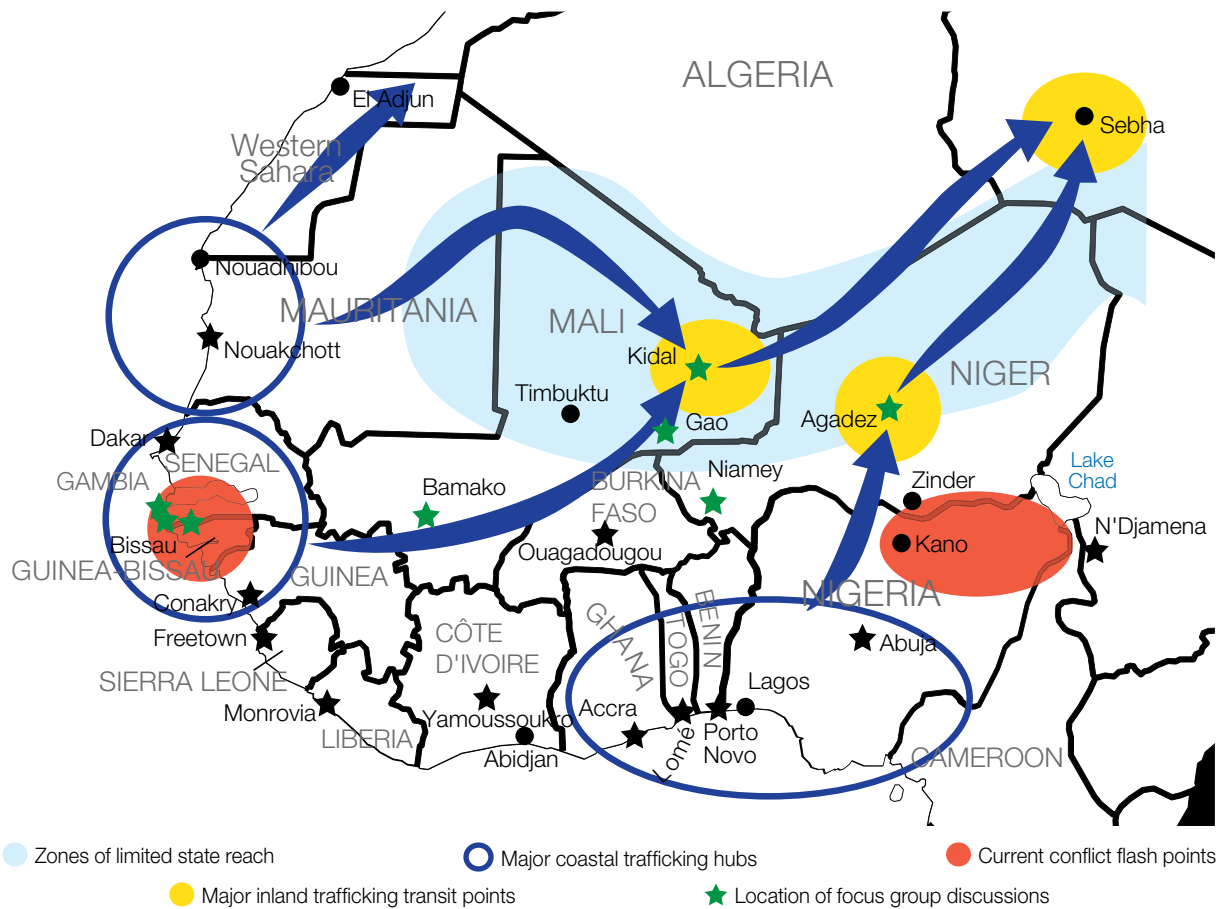 ALGERIA
El Adjun
Sebha
Western
Sahara
Nouadhibou
MAURITANIA
MALI
Nouakchott
Kidal
NIGER
Timbuktu
Agadez
Gao
Dakar
SENEGAL
GAMBIA
Bamako
BURKINA
FASO
Niamey
Zinder
Lake
Chad
N'Djamena
Bissau
Ouagadougou
Kano
GUINEA-BISSAU
GUINEA
Conakry
NIGERIA
Freetown
CÔTE
D'IVOIRE
GHANA
TOGO
BENIN
Abuja
SIERRA LEONE
Monrovia
Yamoussoukro
Accra
Lagos
LIBERIA
Abidjan
Lomé
Porto
Novo
CAMEROON
Zones of limited state reach
Major coastal trafficking hubs
Current conflict flash points
Major inland trafficking transit points
Location of focus group discussions